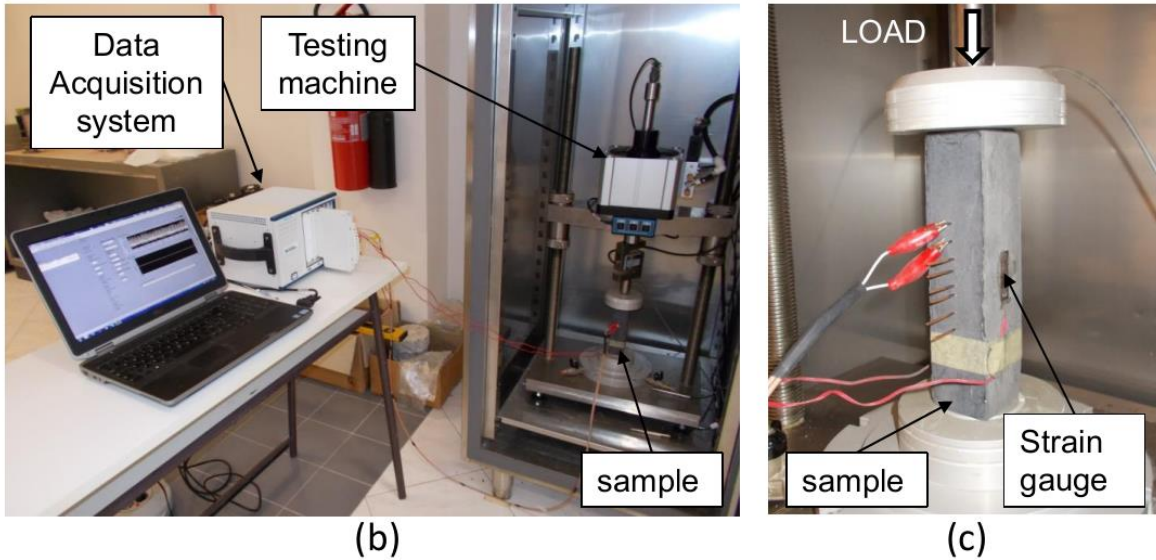 Data
Acquisition
system
Testing
machine
sample
(b)
LOAD
sample
Strain
gauge
(c)